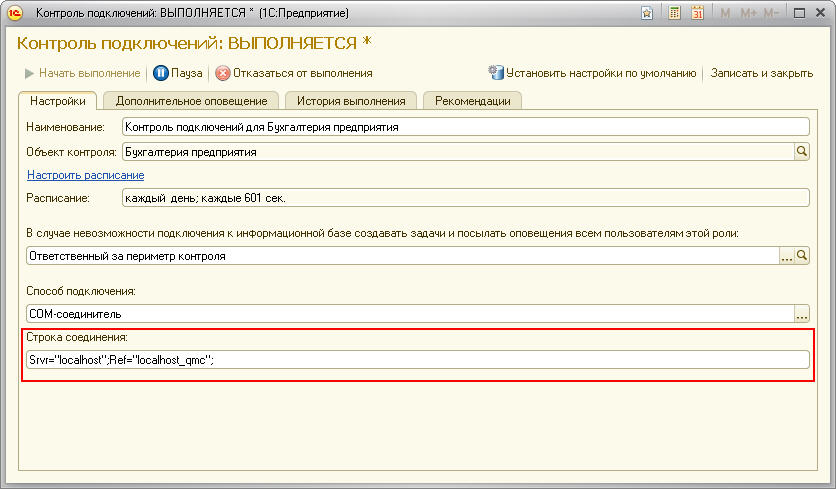 1С Контроль подключений: ВЫПОЛНЯЕТСЯ * (1С:Предприятие) 31 M M+ M-
Контроль подключений: ВЫПОЛНЯЕТСЯ *
Начать выполнение Пауза Отказаться от выполнения Установить настройки по умолчанию Записать и закрыть
Настройки Дополнительное оповещение История выполнения Рекомендации
Наименование: Контроль подключений для Бухгалтерия предприятия
Объект контроля: Бухгалтерия предприятия
Настроить расписание
Расписание: каждый день; каждые 601 сек.
В случае невозможности подключения к информационной базе создавать задачи и посылать оповещения всем пользователям этой роли:
Ответственный за периметр контроля ...
Способ подключения:
COM-соединитель ...
Строка соединения:
Srvr="localhost";Ref="localhost_qmc";